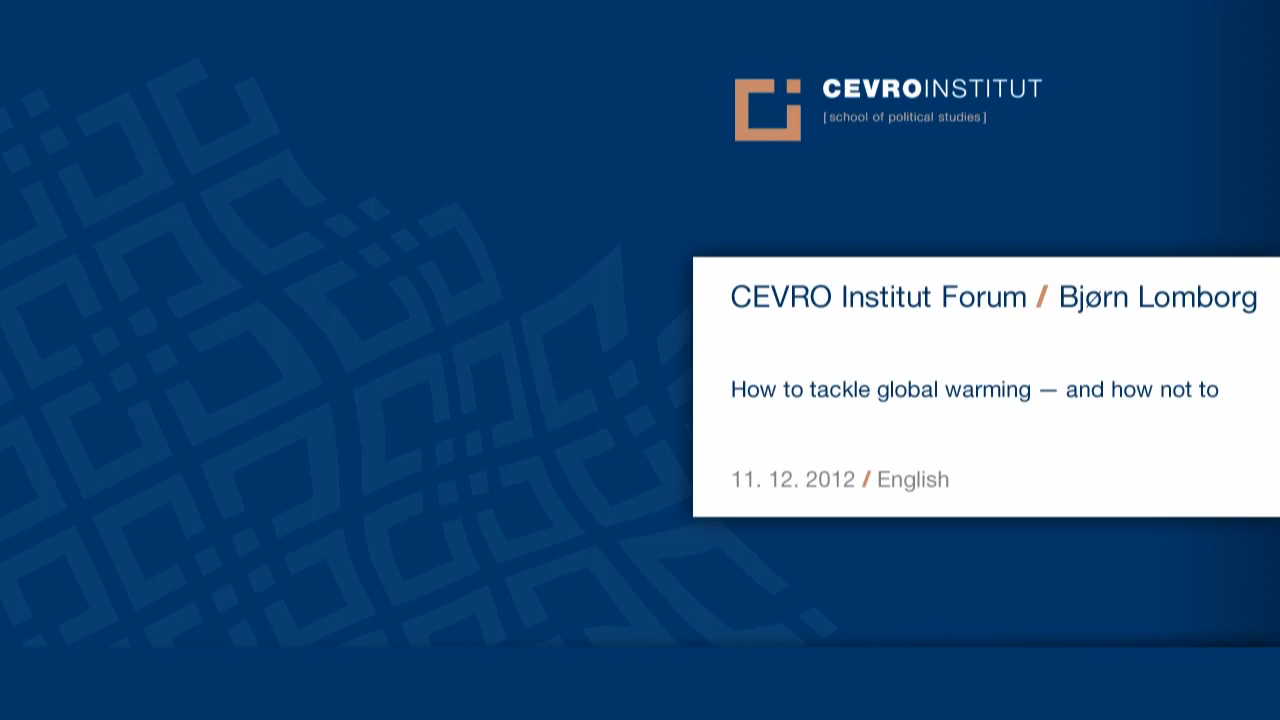 CEVROINSTITUT
[school of political studies]
CEVRO Institut Forum / Bjørn Lomborg
How to tackle global warming — and how not to
11. 12. 2012 / English